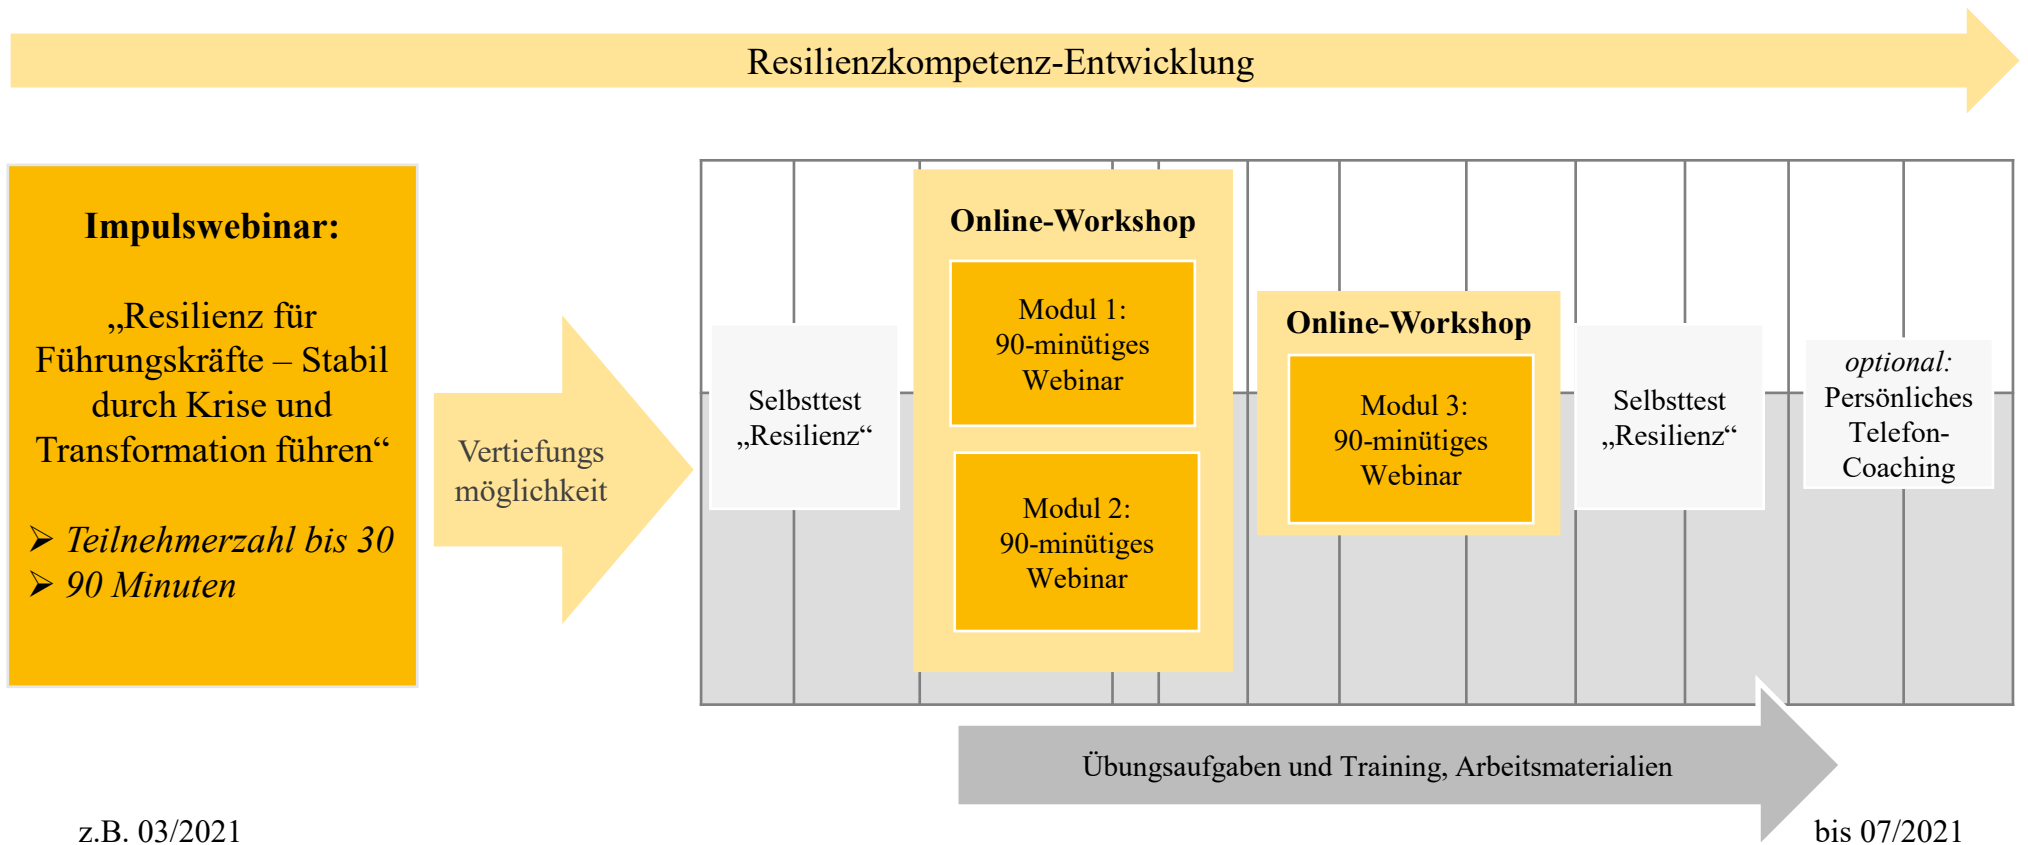 Resilienzkompetenz-Entwicklung
Impulswebinar:
„Resilienz für
Führungskräfte – Stabil
durch Krise und
Transformation führen“
➢ Teilnehmerzahl bis 30
➢ 90 Minuten
Vertiefungs
möglichkeit
Selbsttest
„Resilienz“
Online-Workshop
Modul 1:
90-minütiges
Webinar
Modul 2:
90-minütiges
Webinar
Online-Workshop
Modul 3:
90-minütiges
Webinar
Selbsttest
„Resilienz“
optional:
Persönliches
Telefon-
Coaching
Übungsaufgaben und Training, Arbeitsmaterialien
z.B. 03/2021
bis 07/2021